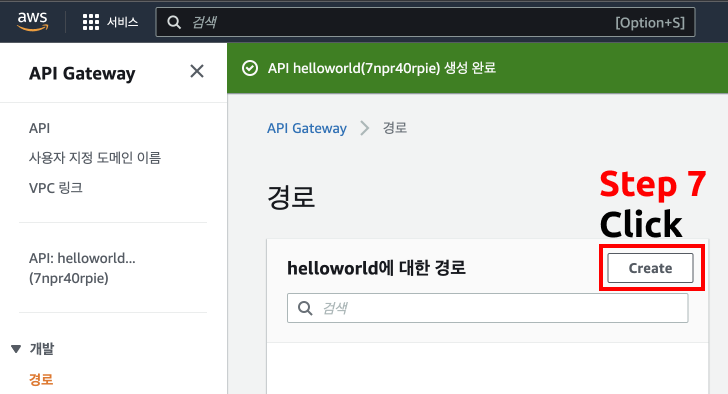 aws
서비스
검색
[Option+S]
API Gateway
API helloworld(7npr40rpie) 생성 완료
API
사용자 지정 도메인 이름
VPC 링크
API: helloworld...
(7npr40rpie)
개발
경로
API Gateway
경로
경로
Step 7
Click
helloworld에 대한 경로
Create
검색